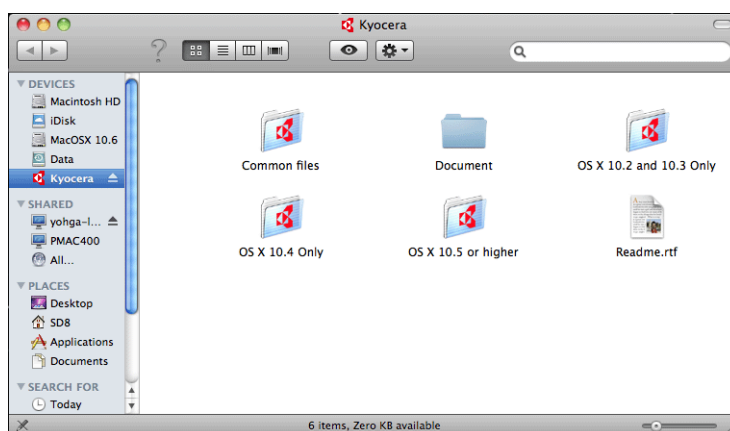 Kyocera
DEVICES
Macintosh HD
iDisk
MacOSX 10.6
Data
Kyocera
SHARED
yohga-l...
PMAC400
All...
PLACES
Desktop
SD8
Applications
Documents
SEARCH FOR
Today
Common files
Document
OS X 10.2 and 10.3 Only
OS X 10.4 Only
OS X 10.5 or higher
Readme.rtf
6 items, Zero KB available